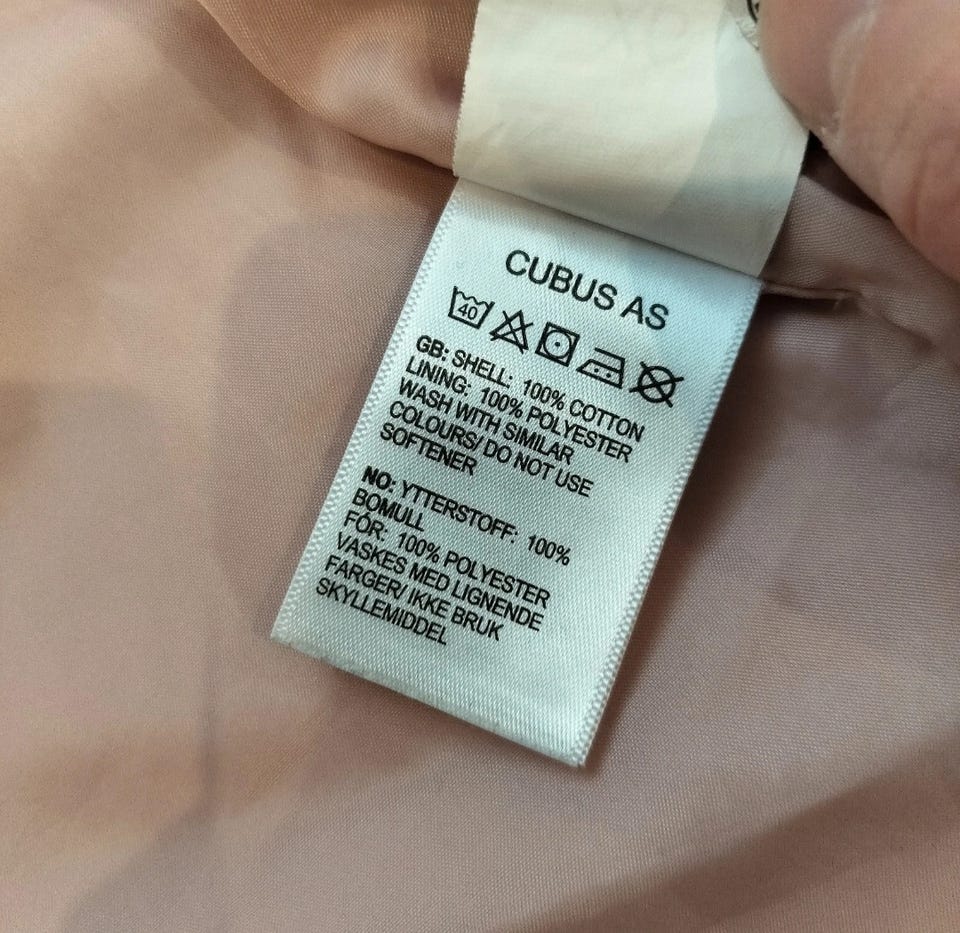 CUBUS AS
40
GB: SHELL: 100% COTTON
LINING: 100% POLYESTER
WASH WITH SIMILAR
COLOURS/ DO NOT USE
SOFTENER
NO: YTTERSTOFF: 100%
BOMULL
FÓR: 100% POLYESTER
VASKES MED LIGNENDE
FARGER/ IKKE BRUK
SKYLLEMIDDEL